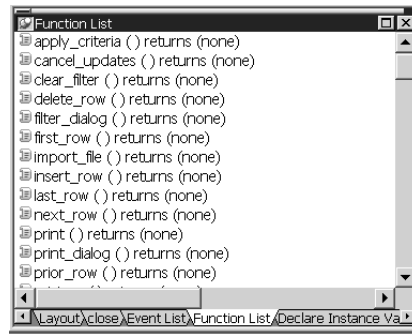 Function List
apply_criteria ( ) returns (none)
cancel_updates ( ) returns (none)
clear_filter ( ) returns (none)
delete_row ( ) returns (none)
filter_dialog ( ) returns (none)
first_row ( ) returns (none)
import_file ( ) returns (none)
insert_row ( ) returns (none)
last_row ( ) returns (none)
next_row ( ) returns (none)
print ( ) returns (none)
print_dialog ( ) returns (none)
prior_row ( ) returns (none)
Layout close Event List Function List Declare Instance Va